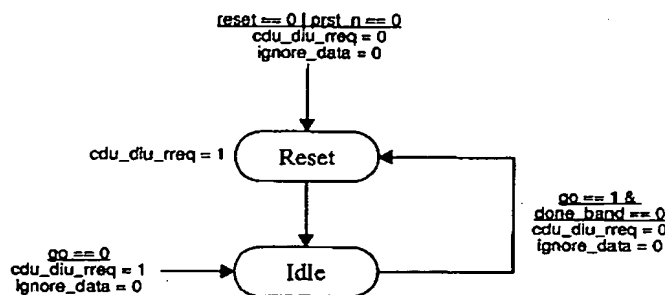 reset == 0 | prst_n == 0
cdu_diu_rreq = 0
ignore_data = 0
cdu_diu_rreq = 1
Reset
go == 1 &
done_band == 0
cdu_diu_rreq = 0
ignore_data = 0
go == 0
cdu_diu_rreq = 1
ignore_data = 0
Idle